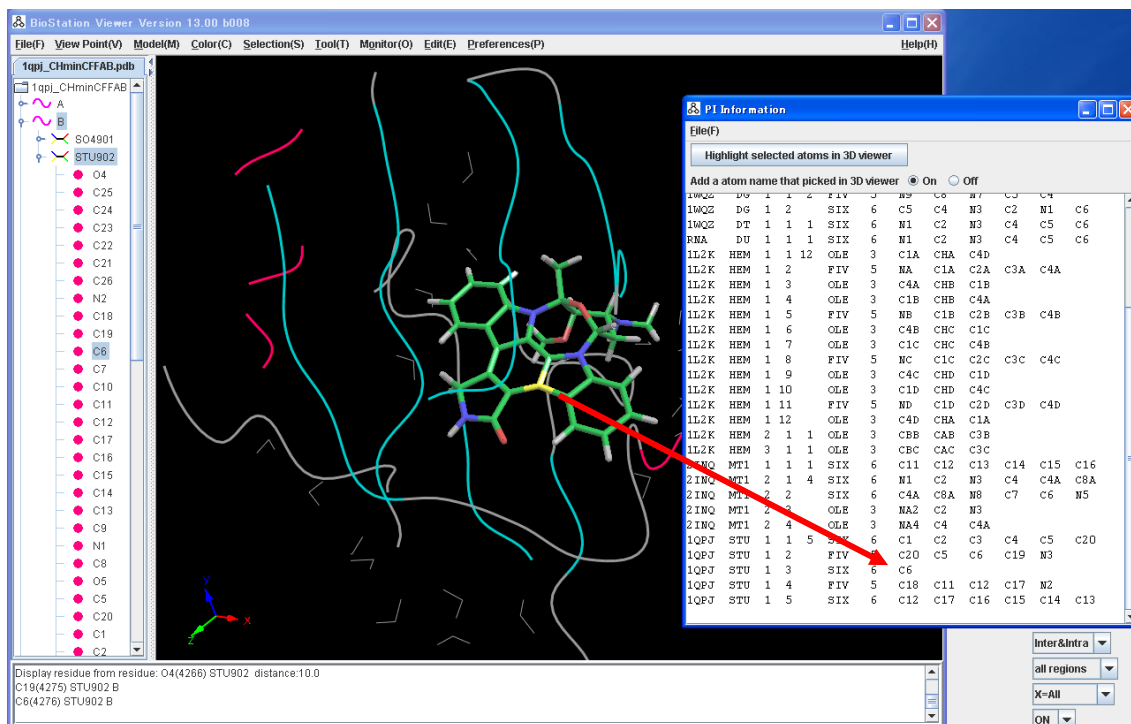 BioStation Viewer Version 13.00 b008
File(F) View Point(V) Model(M) Color(C) Selection(S) Tool(T) Monitor(O) Edit(E) Preferences(P) Help(H)
1qpj_CHminCFFAB.pdb
1qpj_CHminCFFAB
A
B
SO4901
STU902
O4
C25
C24
C23
C22
C21
C26
N2
C18
C19
C6
C7
C10
C11
C12
C17
C16
C15
C14
C13
C9
N1
C8
O5
C5
C20
C1
C2
y
x
z
Display residue from residue: O4(4266) STU902 distance:10.0
C19(4275) STU902 B
C6(4276) STU902 B
PI Information
File(F)
Highlight selected atoms in 3D viewer
Add a atom name that picked in 3D viewer On Off
1WQZ DG 1 1 2 FIV 5 N9 C8 N7 C5 C4
1WQZ DG 1 2 SIX 6 C5 C4 N3 C2 N1 C6
1WQZ DT 1 1 1 SIX 6 N1 C2 N3 C4 C5 C6
RNA DU 1 1 1 SIX 6 N1 C2 N3 C4 C5 C6
1L2K HEM 1 1 12 OLE 3 C1A CHA C4D
1L2K HEM 1 2 FIV 5 NA C1A C2A C3A C4A
1L2K HEM 1 3 OLE 3 C4A CHB C1B
1L2K HEM 1 4 OLE 3 C1B CHB C4A
1L2K HEM 1 5 FIV 5 NB C1B C2B C3B C4B
1L2K HEM 1 6 OLE 3 C4B CHC C1C
1L2K HEM 1 7 OLE 3 C1C CHC C4B
1L2K HEM 1 8 FIV 5 NC C1C C2C C3C C4C
1L2K HEM 1 9 OLE 3 C4C CHD C1D
1L2K HEM 1 10 OLE 3 C1D CHD C4C
1L2K HEM 1 11 FIV 5 ND C1D C2D C3D C4D
1L2K HEM 1 12 OLE 3 C4D CHA C1A
1L2K HEM 2 1 1 OLE 3 CBB CAB C3B
1L2K HEM 3 1 1 OLE 3 CBC CAC C3C
2INQ MT1 1 1 1 SIX 6 C11 C12 C13 C14 C15 C16
2INQ MT1 2 1 4 SIX 6 N1 C2 N3 C4 C4A C8A
2INQ MT1 2 2 SIX 6 C4A C8A N8 C7 C6 N5
2INQ MT1 2 3 OLE 3 NA2 C2 N3
2INQ MT1 2 4 OLE 3 NA4 C4 C4A
1QPJ STU 1 1 5 SIX 6 C1 C2 C3 C4 C5 C20
1QPJ STU 1 2 FIV C20 C5 C6 C19 N3
1QPJ STU 1 3 SIX 6 C6
1QPJ STU 1 4 FIV 5 C18 C11 C12 C17 N2
1QPJ STU 1 5 SIX 6 C12 C17 C16 C15 C14 C13
Inter&Intra
all regions
X=All
ON